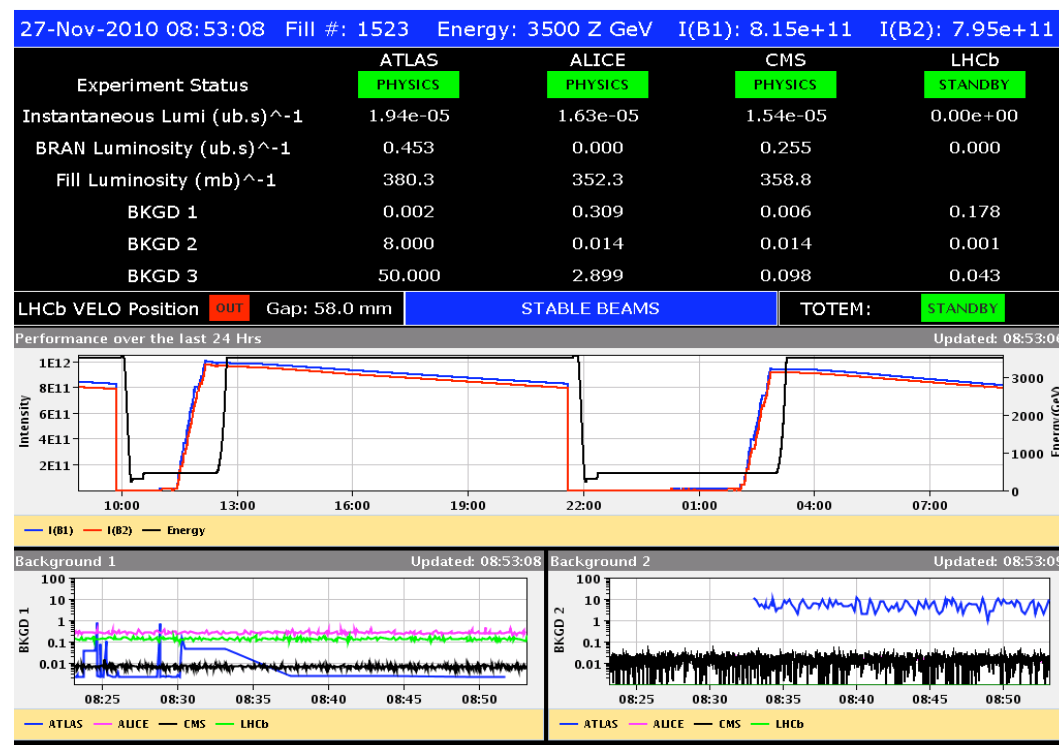 27-Nov-2010 08:53:08 Fill #: 1523 Energy: 3500 Z GeV I(B1): 8.15e+11 I(B2): 7.95e+11
ATLAS ALICE CMS LHCb
Experiment Status PHYSICS PHYSICS PHYSICS STANDBY
Instantaneous Lumi (ub.s)^-1 1.94e-05 1.63e-05 1.54e-05 0.00e+00
BRAN Luminosity (ub.s)^-1 0.453 0.000 0.255 0.000
Fill Luminosity (mb)^-1 380.3 352.3 358.8
BKGD 1 0.002 0.309 0.006 0.178
BKGD 2 8.000 0.014 0.014 0.001
BKGD 3 50.000 2.899 0.098 0.043
LHCb VELO Position OUT Gap: 58.0 mm STABLE BEAMS TOTEM: STANDBY
Performance over the last 24 Hrs Updated: 08:53:06
Intensity
1E12
8E11
6E11
4E11
2E11
3000
2000
1000
0
Energy(GeV)
10:00 13:00 16:00 19:00 22:00 01:00 04:00 07:00
I(B1) I(B2) Energy
Background 1 Updated: 08:53:08
BKGD 1
100
10
1
0.1
0.01
08:25 08:30 08:35 08:40 08:45 08:50
ATLAS ALICE CMS LHCb
Background 2 Updated: 08:53:09
BKGD 2
100
10
1
0.1
0.01
08:25 08:30 08:35 08:40 08:45 08:50
ATLAS ALICE CMS LHCb